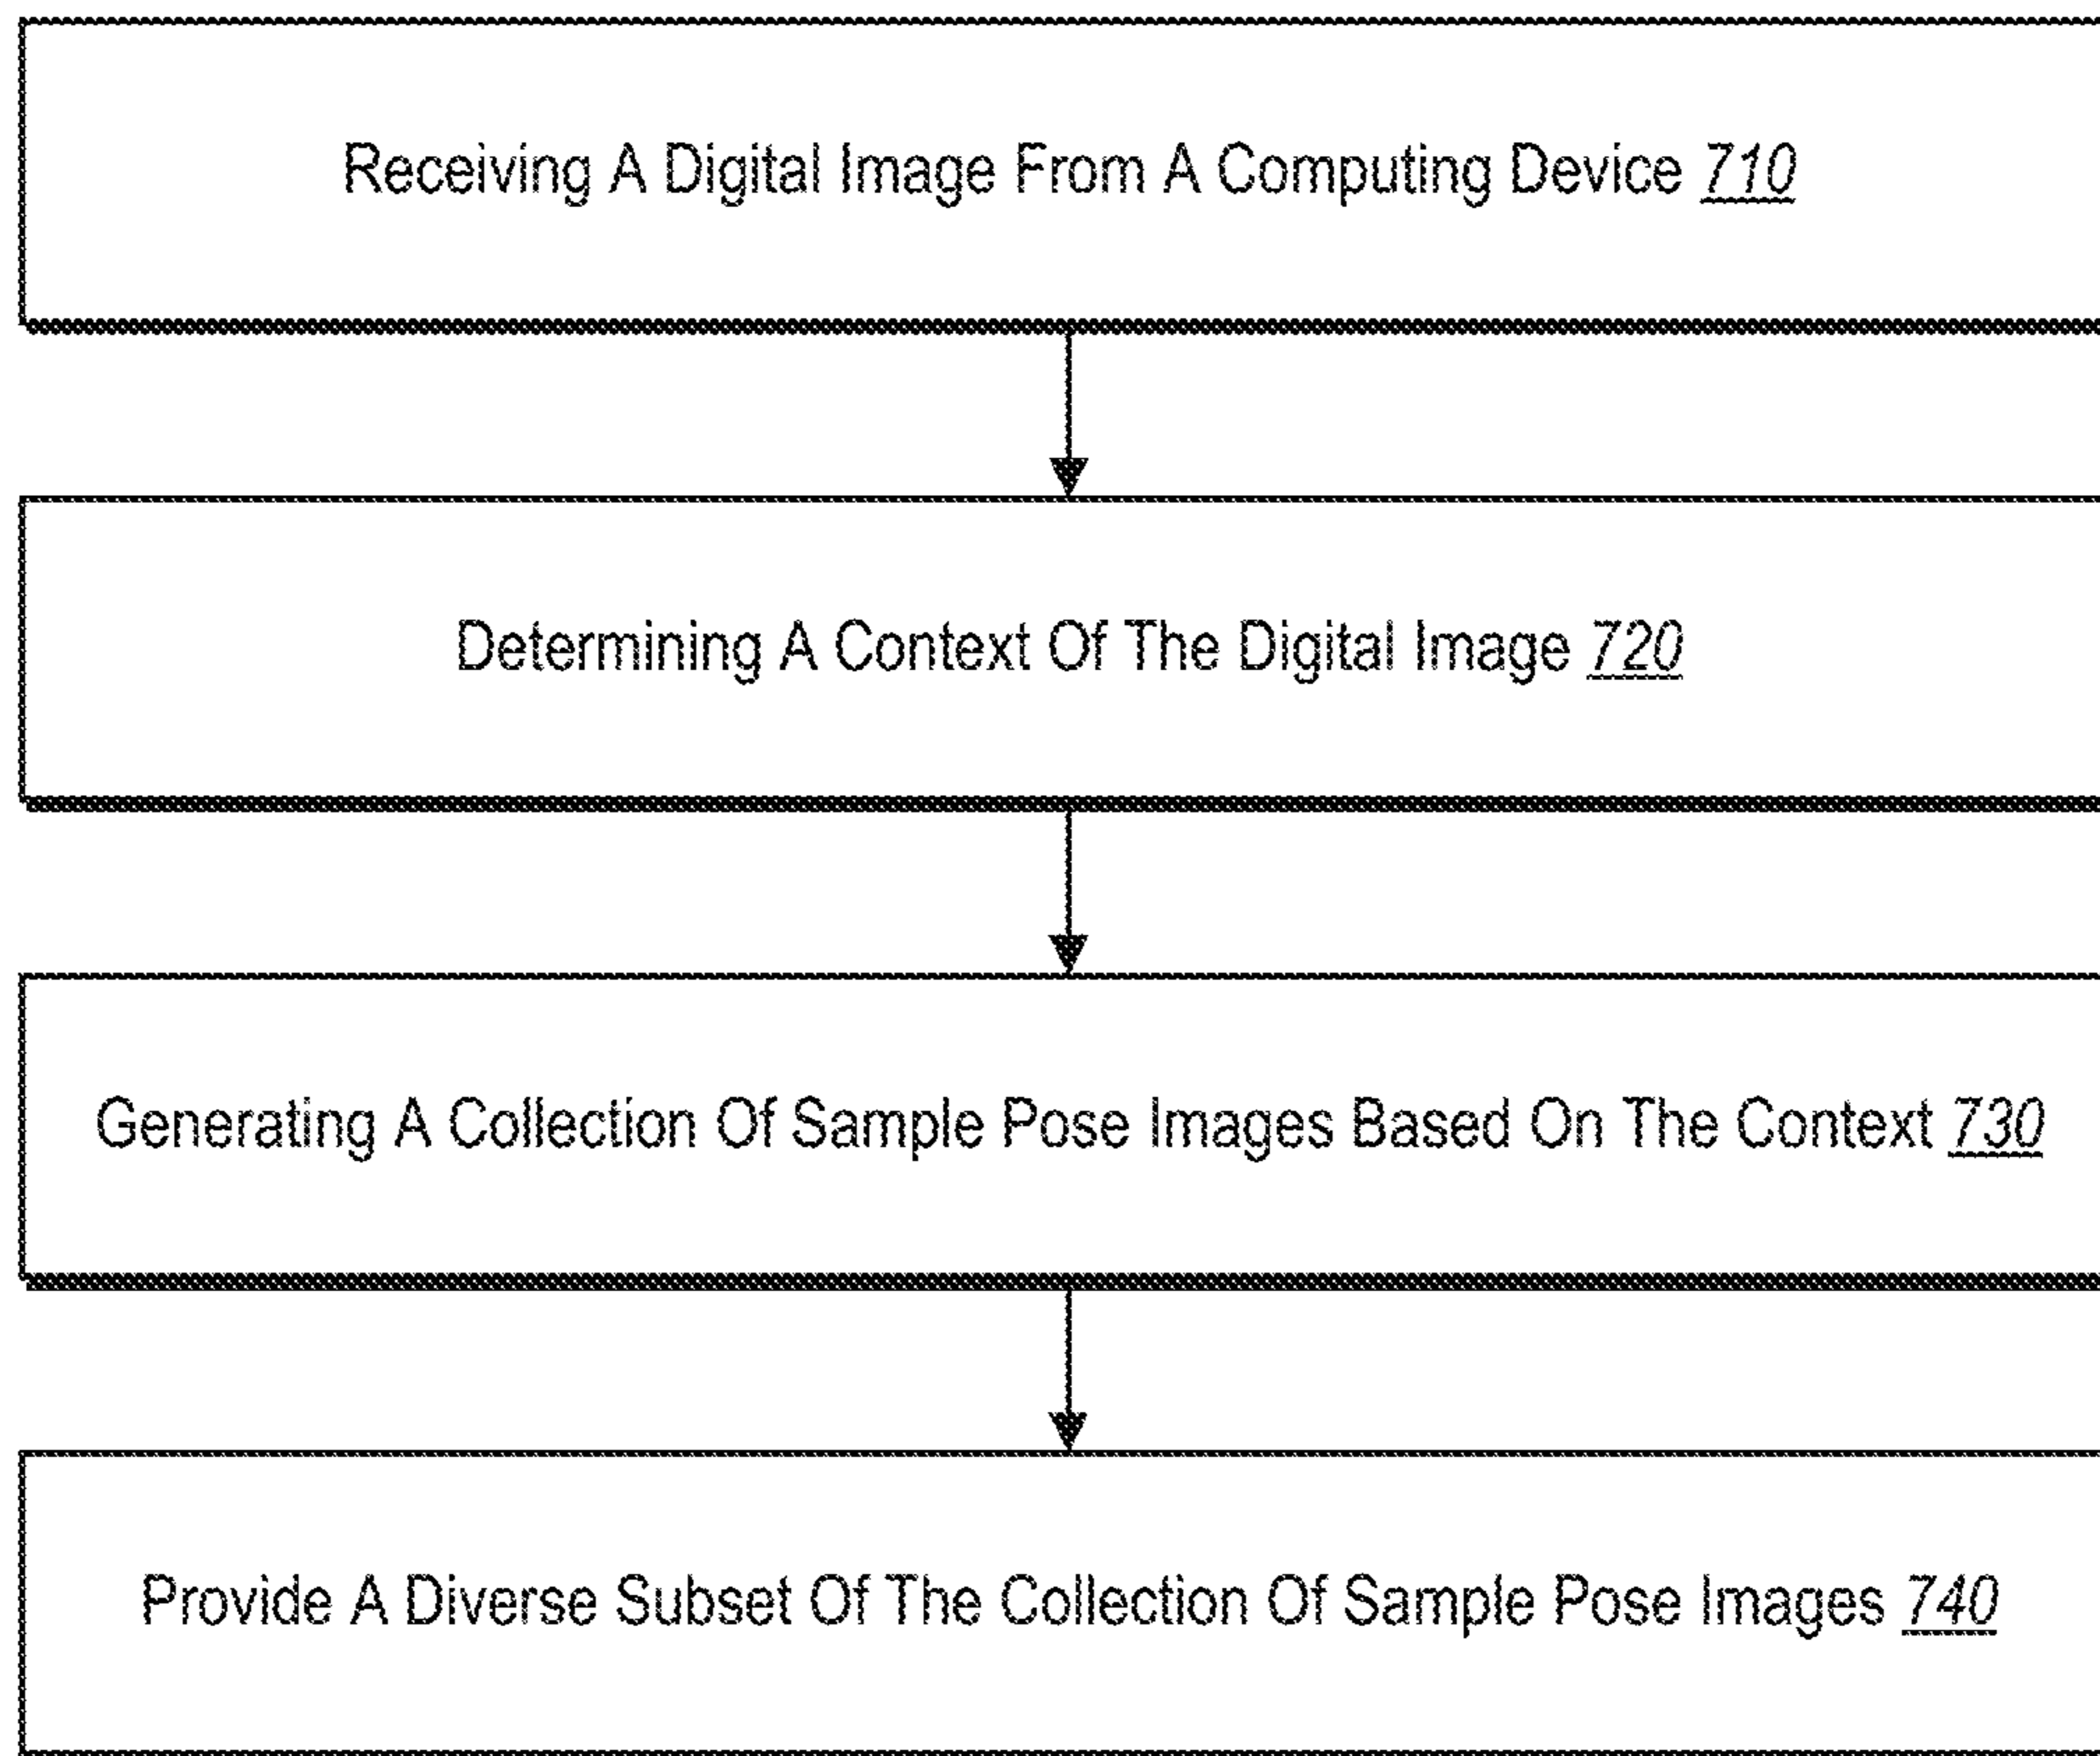 Receiving A Digital Image From A Computing Device 710
Determining A Context Of The Digital Image 720
Generating A Collection Of Sample Pose Images Based On The Context 730
Provide A Diverse Subset Of The Collection Of Sample Pose Images 740